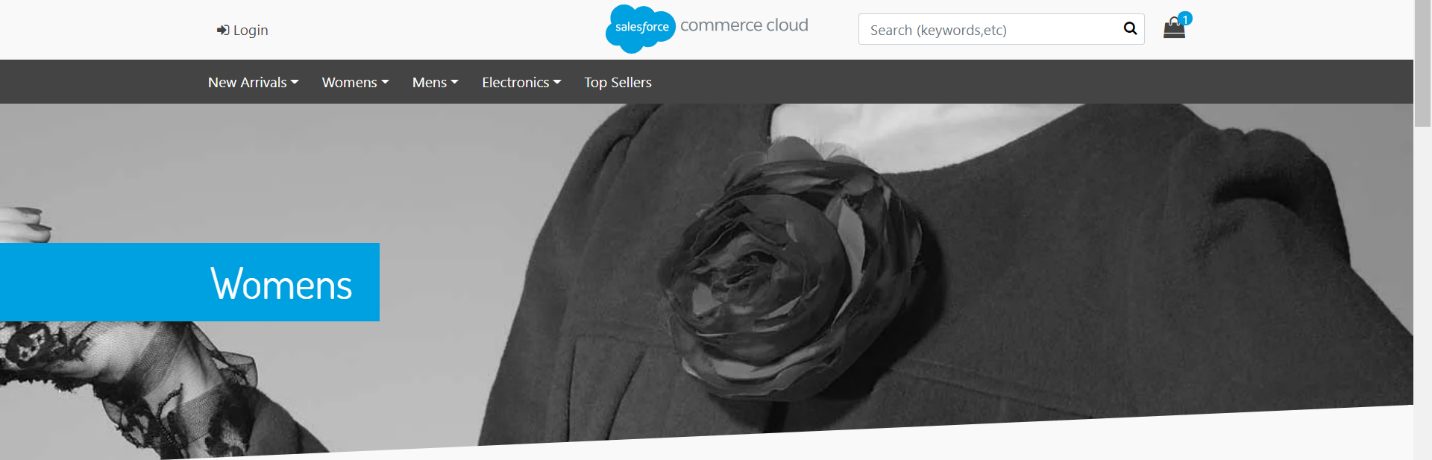 Login
salesforce commerce cloud
Search (keywords,etc)
1
New Arrivals Womens Mens Electronics Top Sellers
Womens